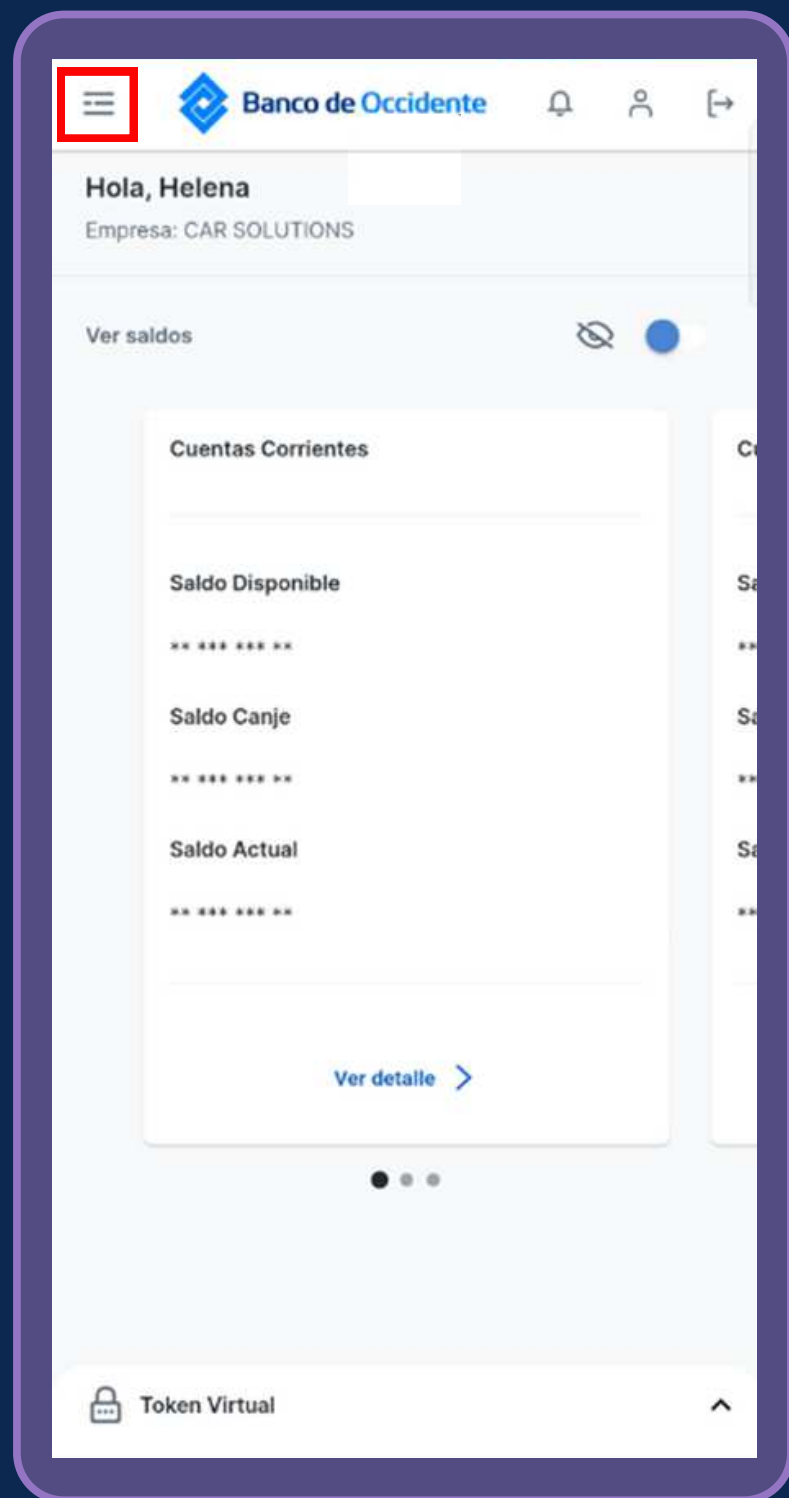 Banco de Occidente
Hola, Helena
Empresa: CAR SOLUTIONS
Ver saldos
Cuentas Corrientes
Saldo Disponible
** *** *** **
Saldo Canje
** *** *** **
Saldo Actual
** *** *** **
Ver detalle
Token Virtual